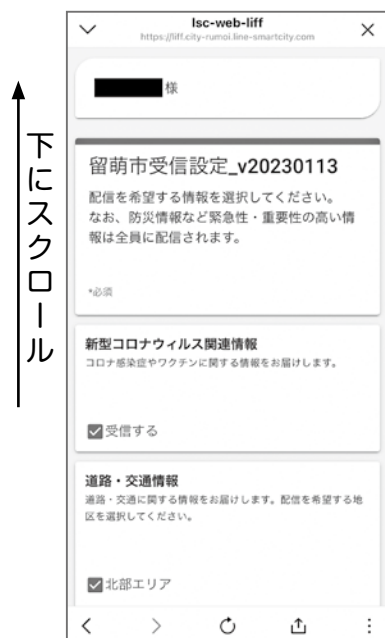 lsc-web-liff
https://liff.city-rumoi.line-smartcity.com
様
下にスクロール
留萌市受信設定_v20230113
配信を希望する情報を選択してください。
なお、防災情報など緊急性・重要性の高い情
報は全員に配信されます。
*必須
新型コロナウィルス関連情報
コロナ感染症やワクチンに関する情報をお届けします。
受信する
道路・交通情報
道路・交通に関する情報をお届けします。配信を希望する地
区を選択してください。
北部エリア